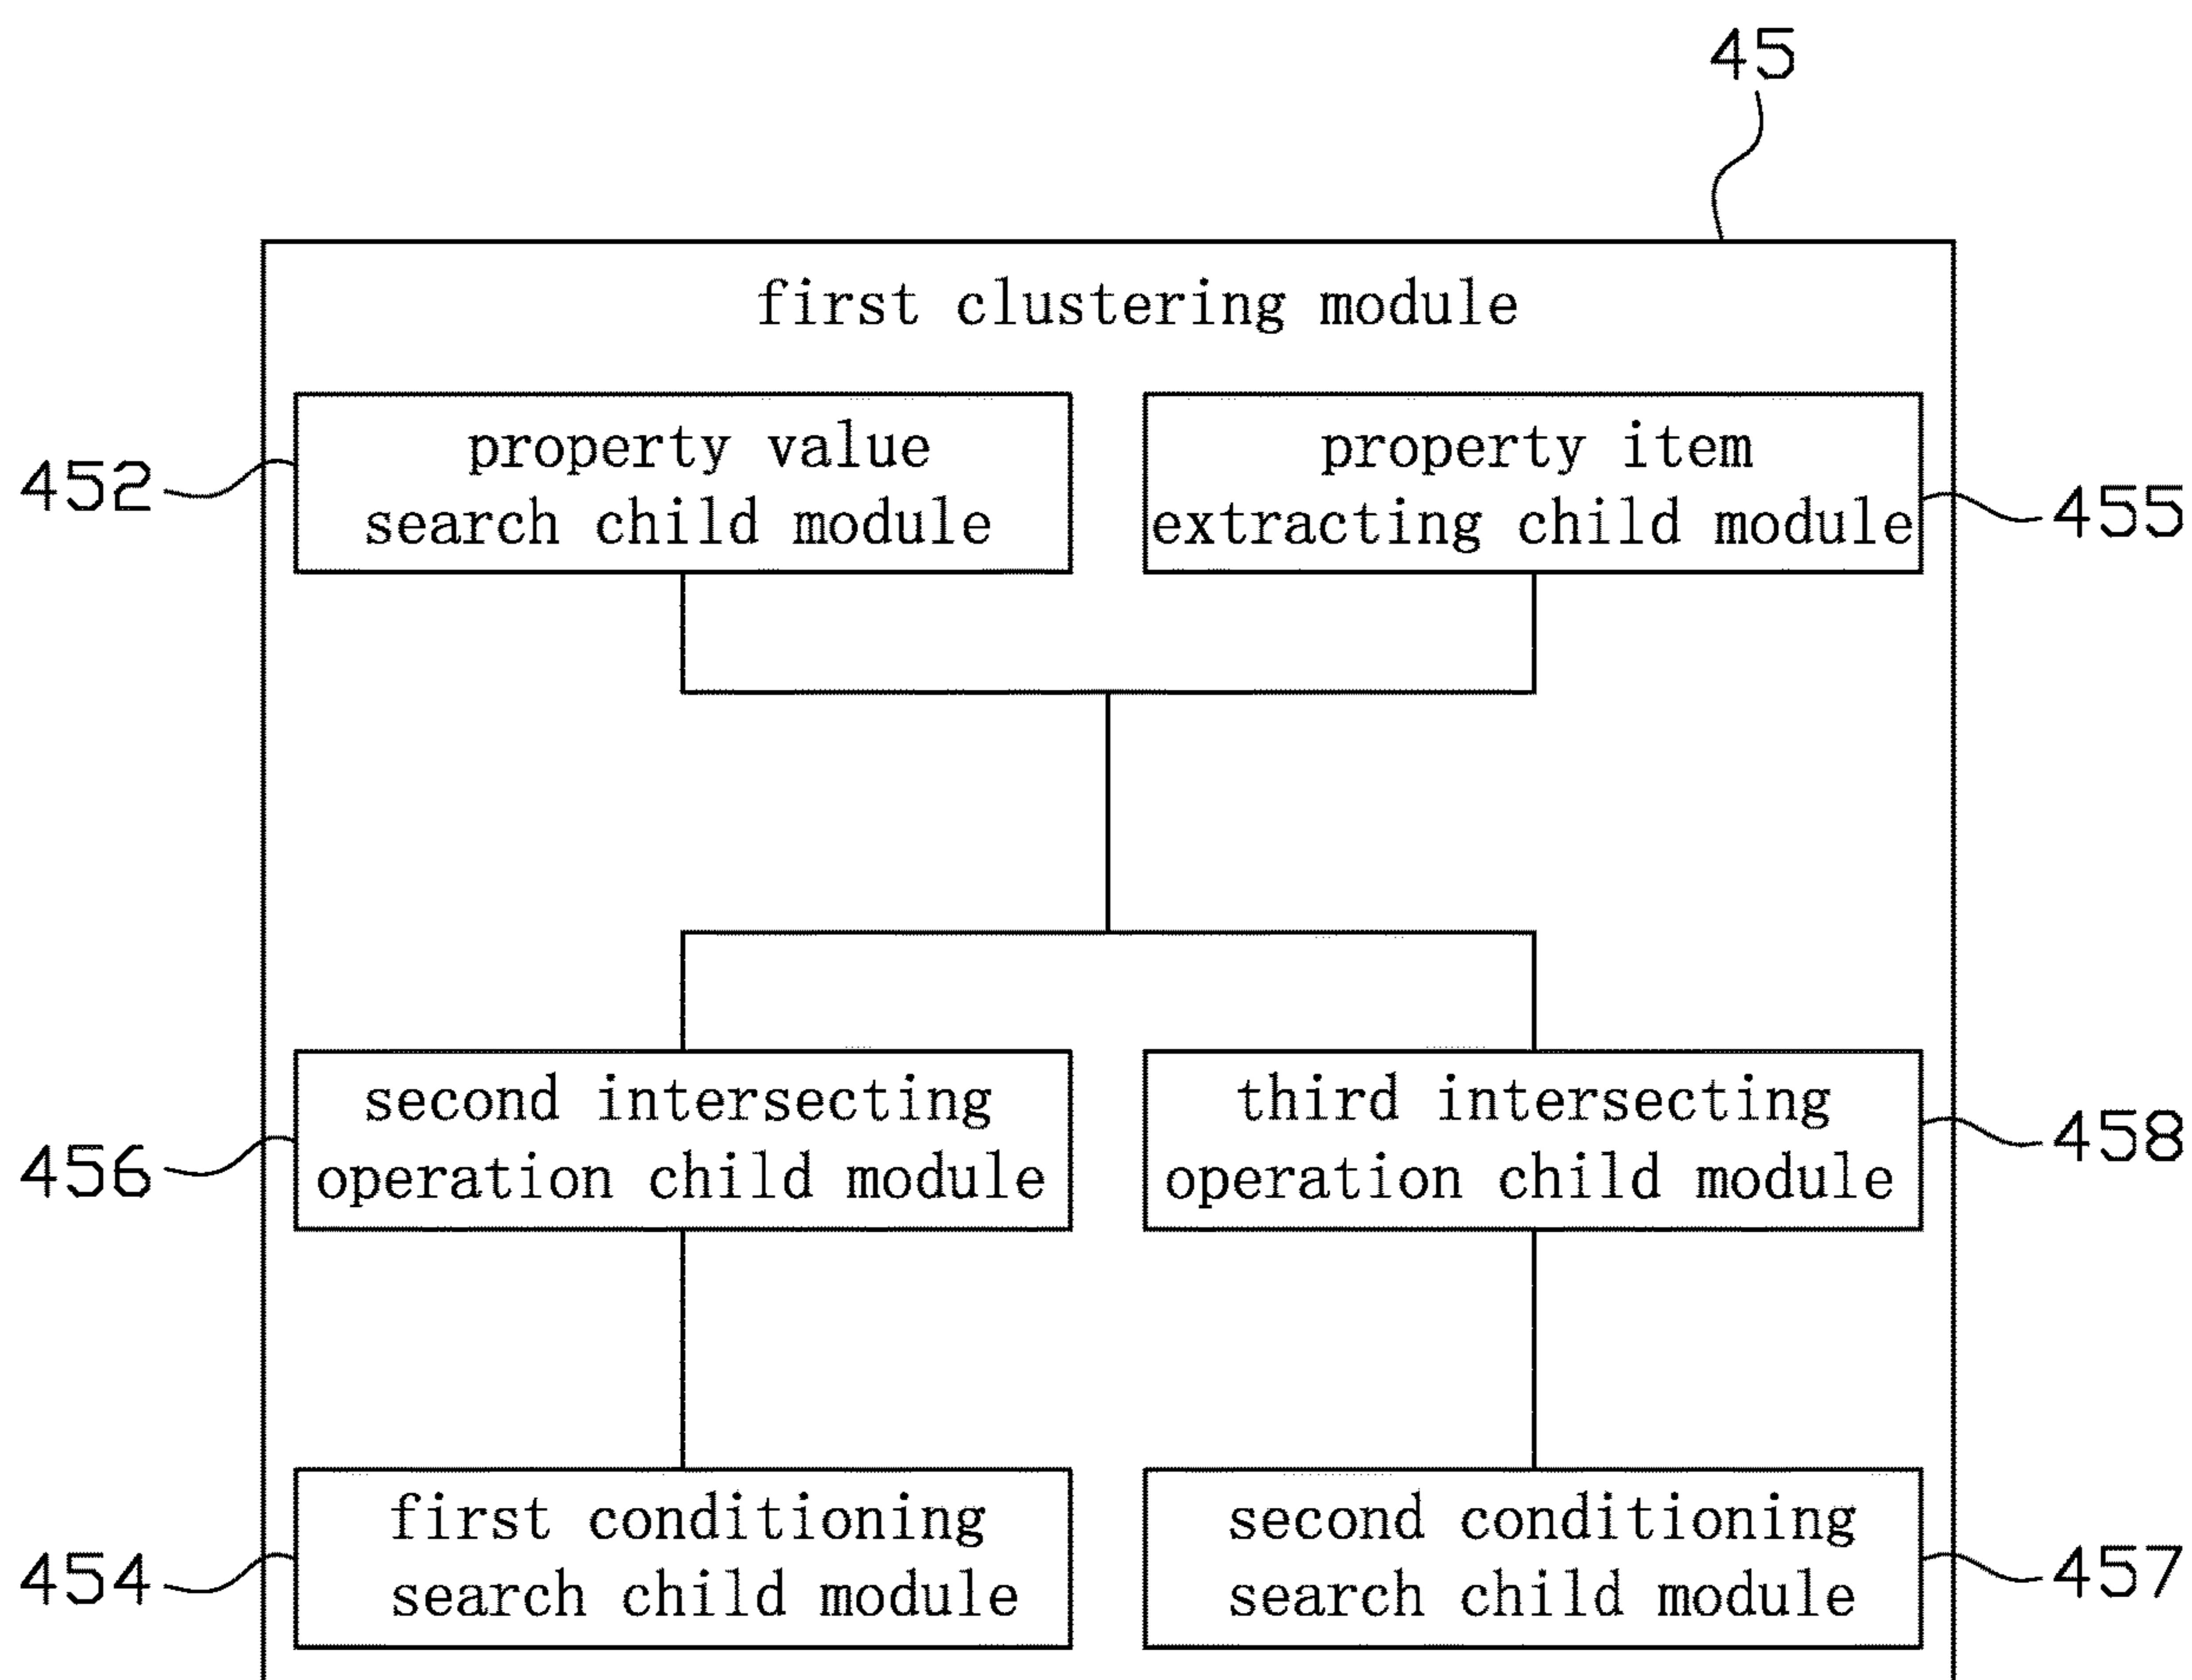 45
first clustering module
property value
search child module
property item
extracting child module
452
455
second intersecting
operation child module
third intersecting
operation child module
456
458
first conditioning
search child module
second conditioning
search child module
454
457